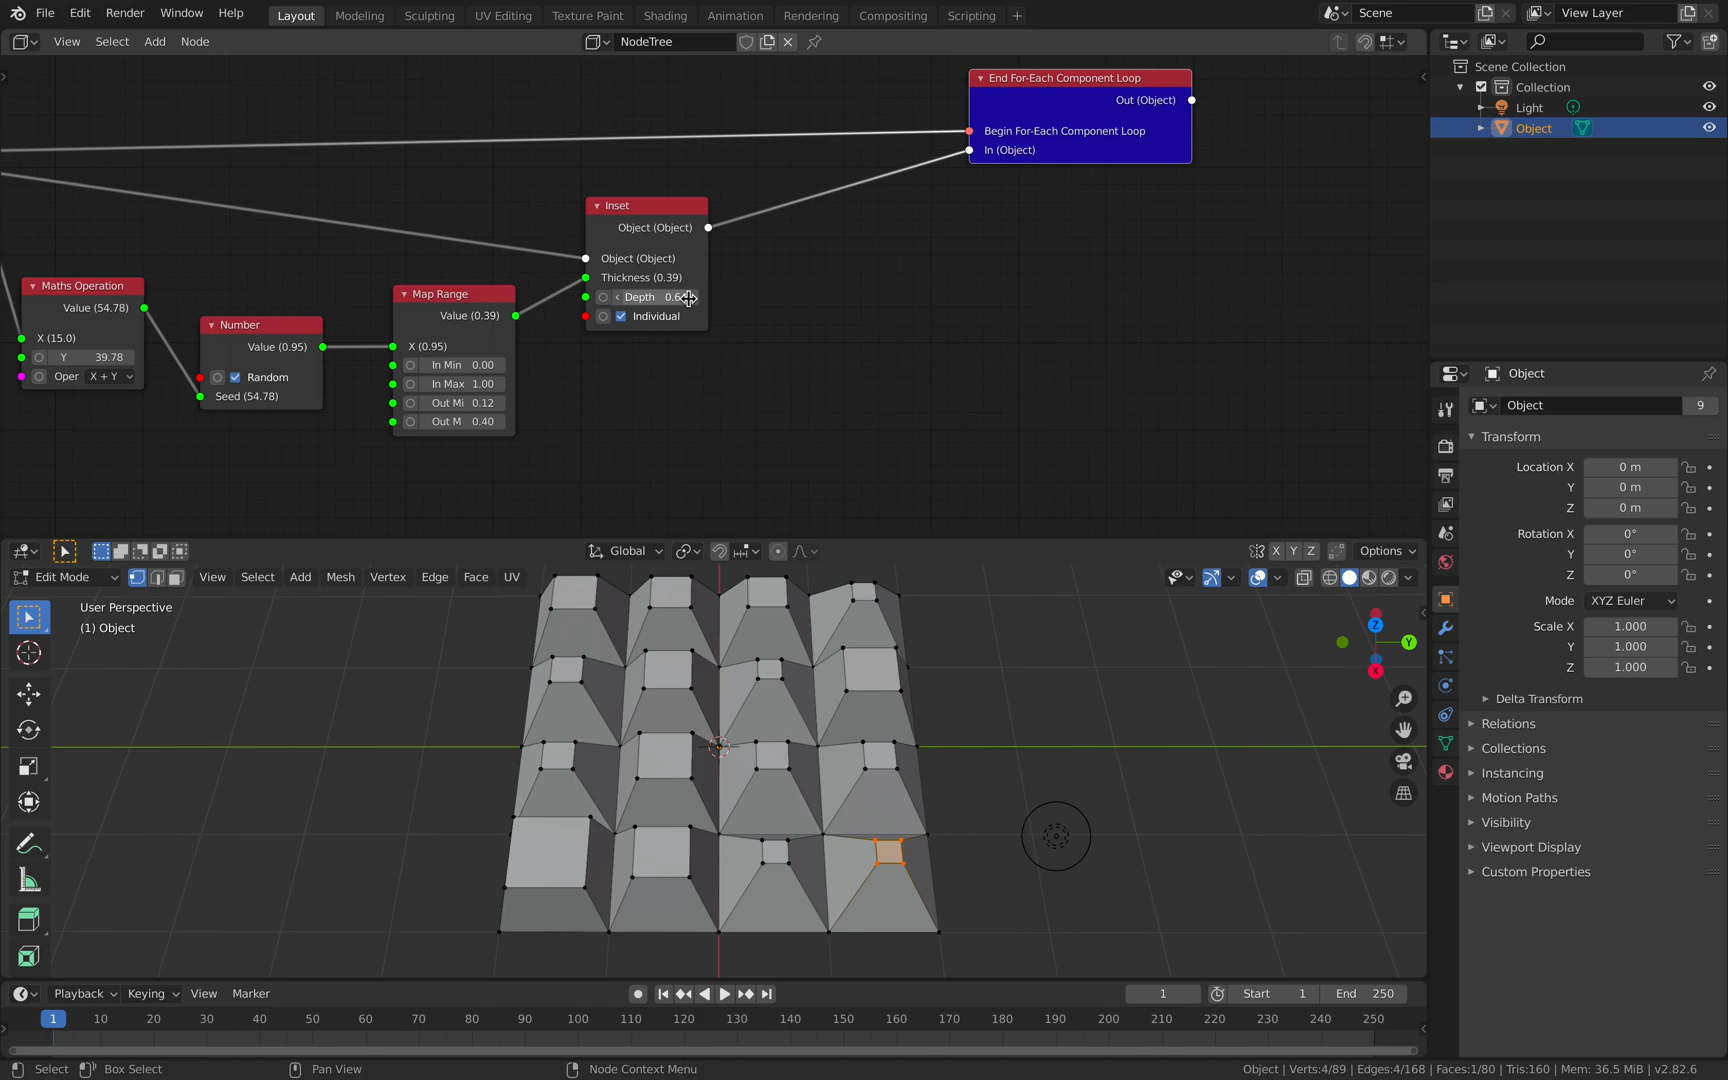 File Edit Render Window Help Layout Modeling Sculpting UV Editing Texture Paint Shading Animation Rendering Compositing Scripting + Scene View Layer
View Select Add Node NodeTree
Scene Collection
Collection
Light
Object
End For-Each Component Loop
Out (Object)
Begin For-Each Component Loop
In (Object)
Inset
Object (Object)
Object (Object)
Thickness (0.39)
Depth
Individual
Maths Operation
Value (54.78)
X (15.0)
Y 39.78
Oper X + Y
Number
Value (0.95)
Random
Seed (54.78)
Map Range
Value (0.39)
X (0.95)
In Min 0.00
In Max 1.00
Out Mi 0.12
Out M 0.40
Object
Object 9
Transform
Location X 0 m
Y 0 m
Z 0 m
Rotation X 0°
Y 0°
Z 0°
Mode XYZ Euler
Scale X 1.000
Y 1.000
Z 1.000
Delta Transform
Relations
Collections
Instancing
Motion Paths
Visibility
Viewport Display
Custom Properties
Global X Y Z Options
Edit Mode View Select Add Mesh Vertex Edge Face UV
User Perspective
(1) Object
Z
Y
X
Playback Keying View Marker 1 Start 1 End 250
1 10 20 30 40 50 60 70 80 90 100 110 120 130 140 150 160 170 180 190 200 210 220 230 240 250
Select Box Select Pan View Node Context Menu Object | Verts:4/89 | Edges:4/168 | Faces:1/80 | Tris:160 | Mem: 36.5 MiB | v2.82.6